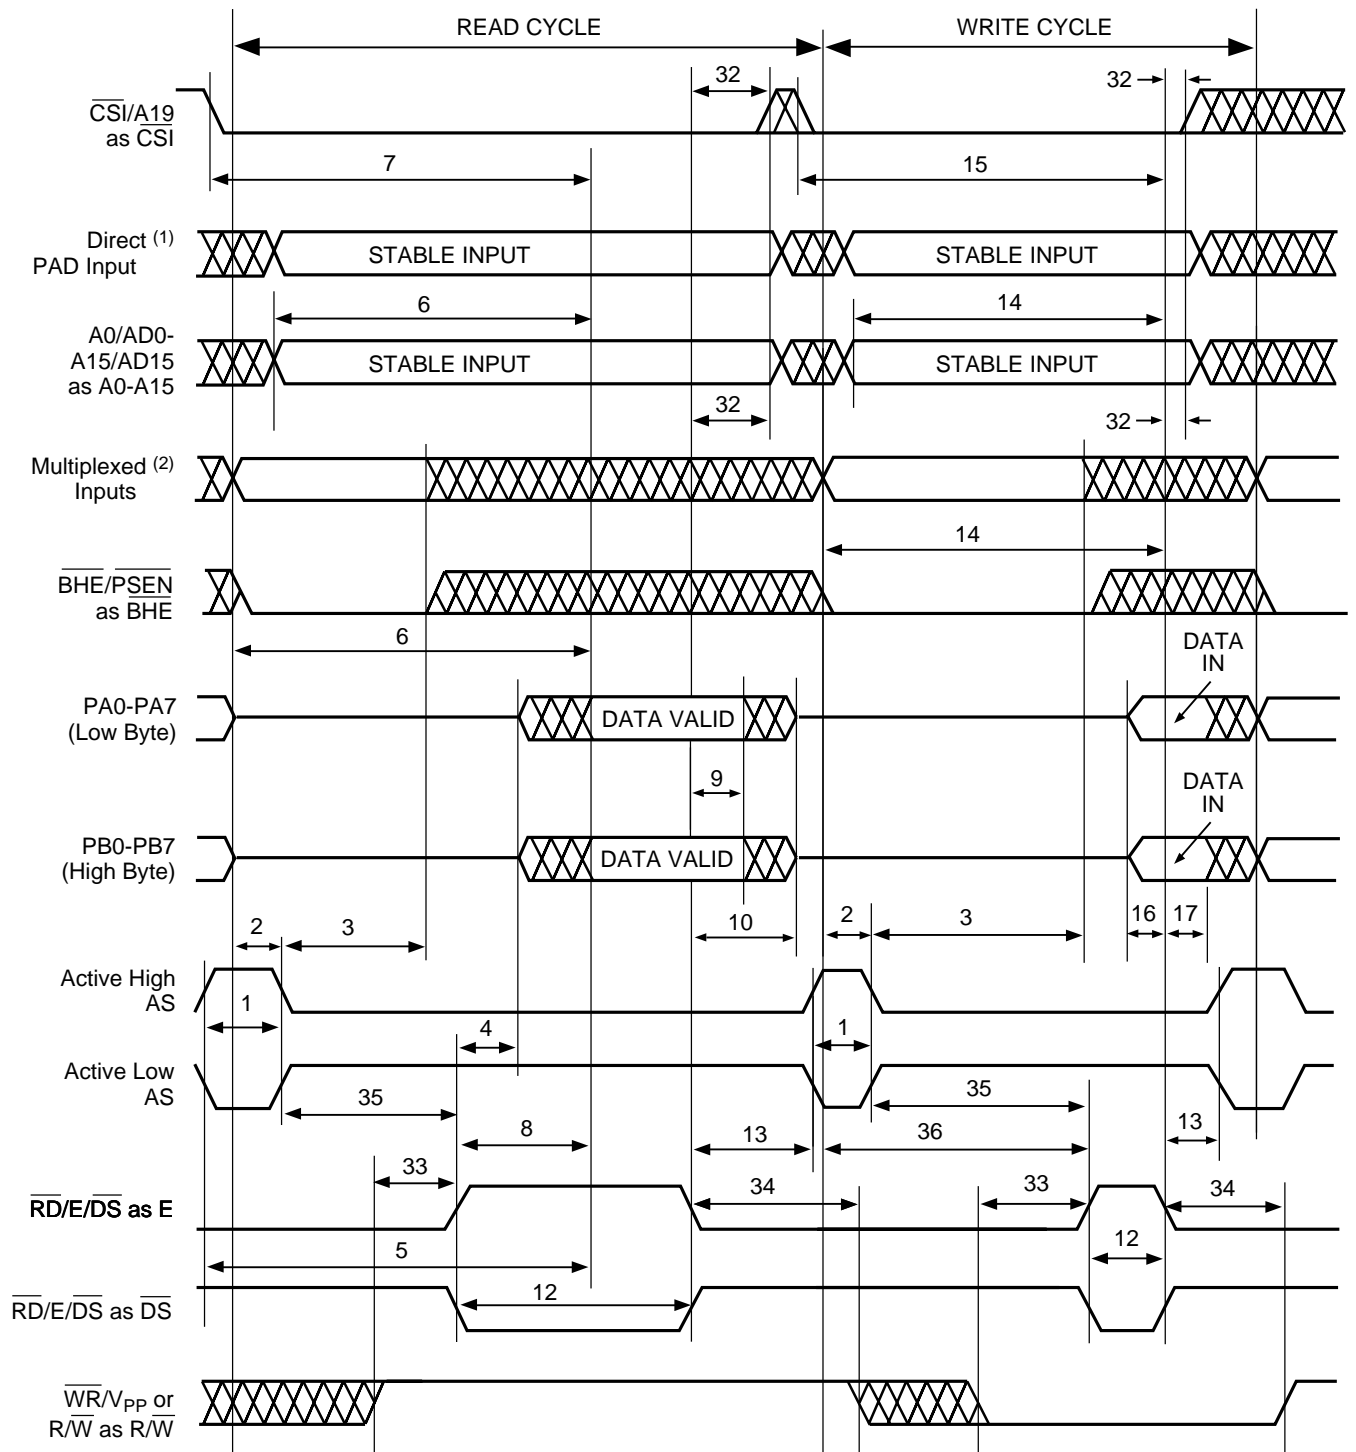 READ CYCLE
WRITE CYCLE
32
32
CSI/A19
as CSI
7
15
Direct (1)
PAD Input
STABLE INPUT
STABLE INPUT
6
14
A0/AD0-
A15/AD15
as A0-A15
STABLE INPUT
STABLE INPUT
32
32
Multiplexed (2)
Inputs
14
BHE/PSEN
as BHE
6
DATA
IN
PA0-PA7
(Low Byte)
DATA VALID
9
DATA
IN
PB0-PB7
(High Byte)
DATA VALID
2
3
10
2
3
16
17
Active High
AS
1
4
1
Active Low
AS
35
35
8
13
36
13
33
34
33
34
RD/E/DS as E
5
12
12
RD/E/DS as DS
WR/VPP or
R/W as R/W